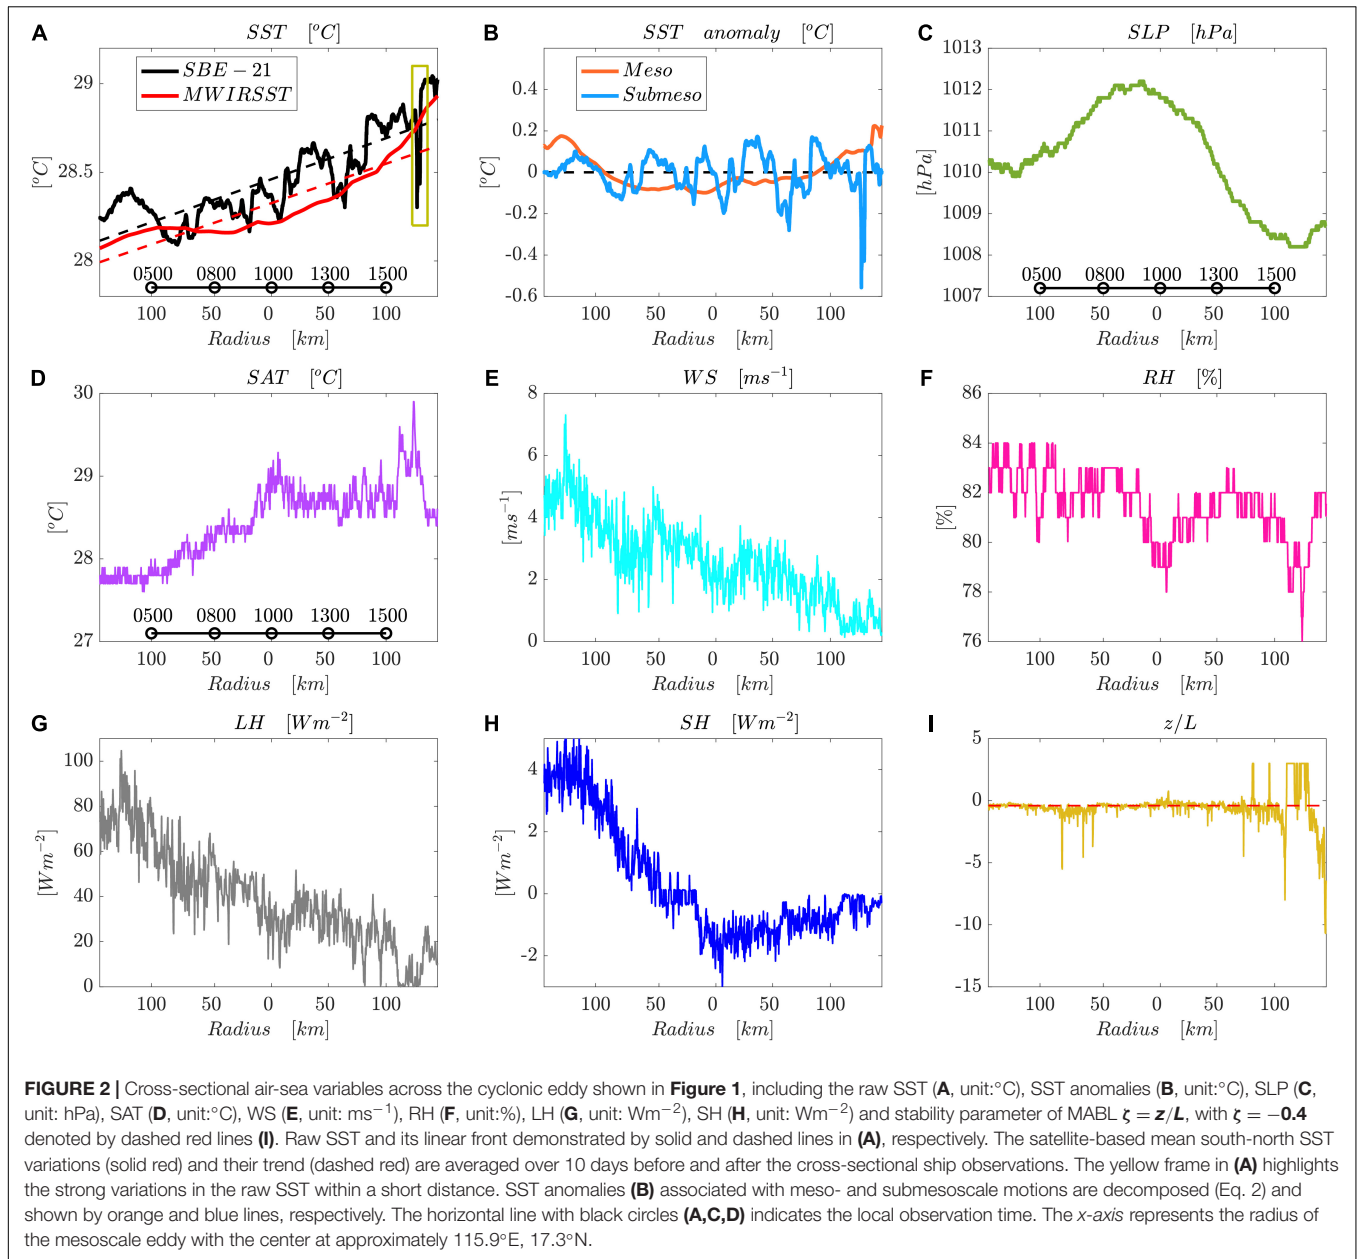 A SST [°C]
29
28.5
28
[°C]
SBE − 21
MWIRSST
0500 0800 1000 1300 1500
100 50 0 50 100
Radius [km]
B SST anomaly [°C]
0.4
0.2
0
-0.2
-0.4
-0.6
[°C]
Meso
Submeso
100 50 0 50 100
Radius [km]
C SLP [hPa]
1013
1012
1011
1010
1009
1008
1007
[hPa]
0500 0800 1000 1300 1500
100 50 0 50 100
Radius [km]
D SAT [°C]
30
29
28
27
[°C]
0500 0800 1000 1300 1500
100 50 0 50 100
Radius [km]
E WS [ms⁻¹]
8
6
4
2
0
[ms⁻¹]
100 50 0 50 100
Radius [km]
F RH [%]
86
84
82
80
78
76
[%]
100 50 0 50 100
Radius [km]
G LH [Wm⁻²]
100
80
60
40
20
0
[Wm⁻²]
100 50 0 50 100
Radius [km]
H SH [Wm⁻²]
4
2
0
-2
[Wm⁻²]
100 50 0 50 100
Radius [km]
I z/L
5
0
-5
-10
-15
100 50 0 50 100
Radius [km]
FIGURE 2 | Cross-sectional air-sea variables across the cyclonic eddy shown in Figure 1, including the raw SST (A, unit:°C), SST anomalies (B, unit:°C), SLP (C,
unit: hPa), SAT (D, unit:°C), WS (E, unit: ms⁻¹), RH (F, unit:%), LH (G, unit: Wm⁻²), SH (H, unit: Wm⁻²) and stability parameter of MABL ζ = z/L, with ζ = −0.4
denoted by dashed red lines (I). Raw SST and its linear front demonstrated by solid and dashed lines in (A), respectively. The satellite-based mean south-north SST
variations (solid red) and their trend (dashed red) are averaged over 10 days before and after the cross-sectional ship observations. The yellow frame in (A) highlights
the strong variations in the raw SST within a short distance. SST anomalies (B) associated with meso- and submesoscale motions are decomposed (Eq. 2) and
shown by orange and blue lines, respectively. The horizontal line with black circles (A,C,D) indicates the local observation time. The x-axis represents the radius of
the mesoscale eddy with the center at approximately 115.9°E, 17.3°N.